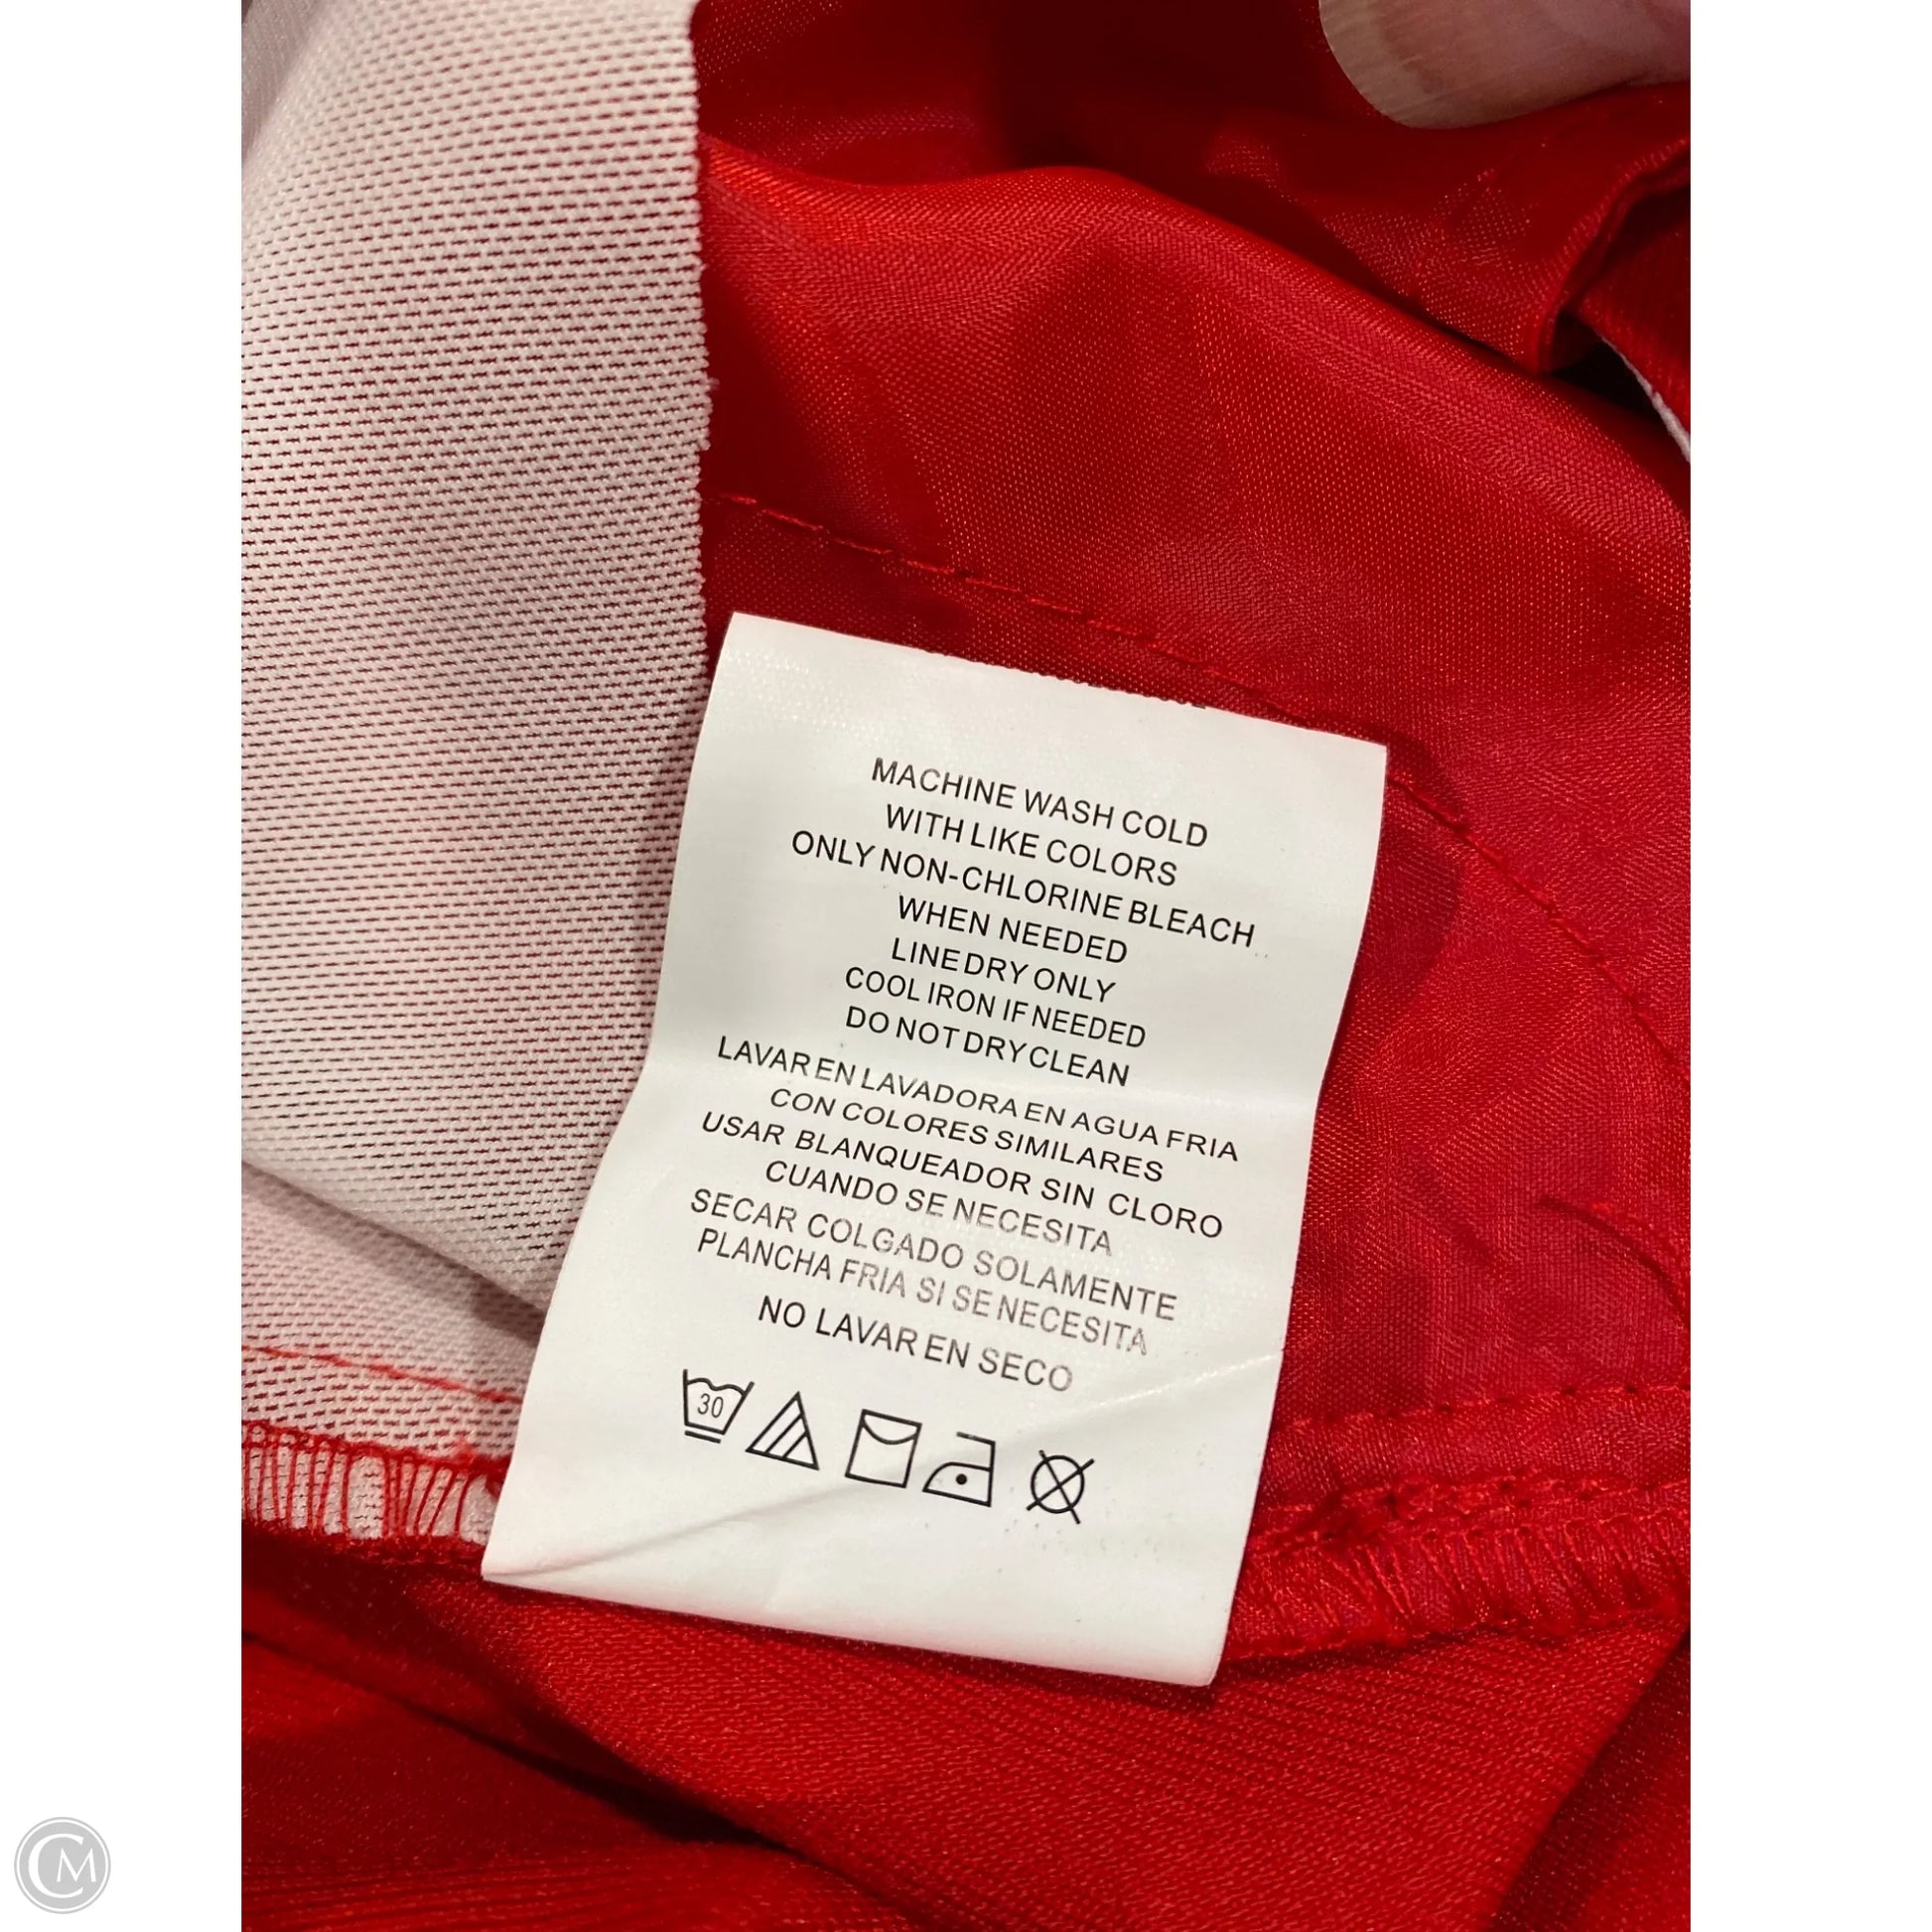 MACHINE WASH COLD
WITH LIKE COLORS
ONLY NON-CHLORINE BLEACH
WHEN NEEDED
LINE DRY ONLY
COOL IRON IF NEEDED
DO NOT DRY CLEAN
LAVAR EN LAVADORA EN AGUA FRIA
CON COLORES SIMILARES
USAR BLANQUEADOR SIN CLORO
CUANDO SE NECESITA
SECAR COLGADO SOLAMENTE
PLANCHA FRIA SI SE NECESITA
NO LAVAR EN SECO
30
CM